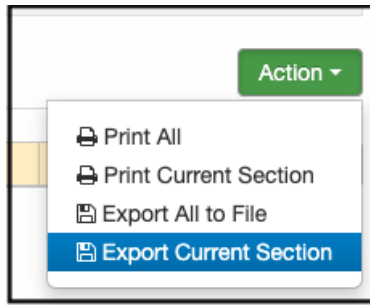 Action
Print All
Print Current Section
Export All to File
Export Current Section